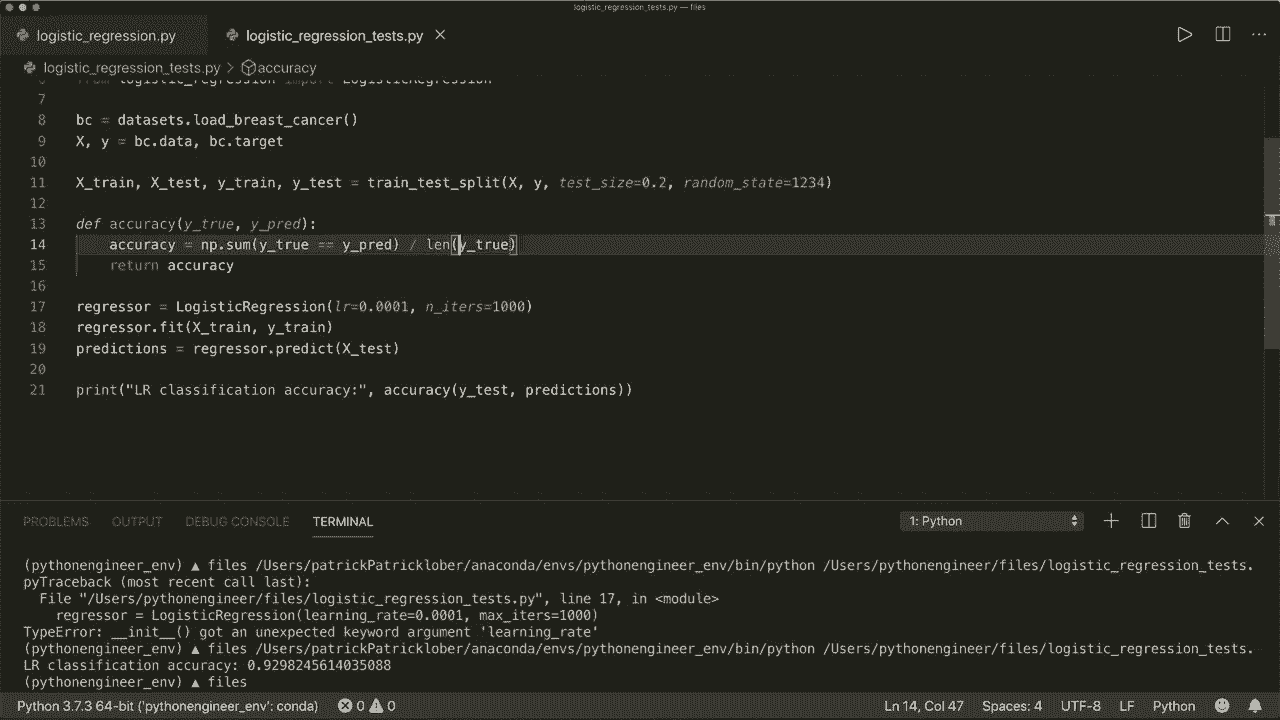 logistic_regression_tests.py — files
logistic_regression.py
logistic_regression_tests.py
logistic_regression_tests.py > accuracy
6 from logistic_regression import LogisticRegression
7
8 bc = datasets.load_breast_cancer()
9 X, y = bc.data, bc.target
10
11 X_train, X_test, y_train, y_test = train_test_split(X, y, test_size=0.2, random_state=1234)
12
13 def accuracy(y_true, y_pred):
14 accuracy = np.sum(y_true == y_pred) / len(y_true)
15 return accuracy
16
17 regressor = LogisticRegression(lr=0.0001, n_iters=1000)
18 regressor.fit(X_train, y_train)
19 predictions = regressor.predict(X_test)
20
21 print("LR classification accuracy:", accuracy(y_test, predictions))
PROBLEMS OUTPUT DEBUG CONSOLE TERMINAL 1: Python
(pythonengineer_env) ▲ files /Users/patrickPatricklober/anaconda/envs/pythonengineer_env/bin/python /Users/pythonengineer/files/logistic_regression_tests.
pyTraceback (most recent call last):
File "/Users/pythonengineer/files/logistic_regression_tests.py", line 17, in <module>
regressor = LogisticRegression(learning_rate=0.0001, max_iters=1000)
TypeError: __init__() got an unexpected keyword argument 'learning_rate'
(pythonengineer_env) ▲ files /Users/patrickPatricklober/anaconda/envs/pythonengineer_env/bin/python /Users/pythonengineer/files/logistic_regression_tests.
LR classification accuracy: 0.9298245614035088
(pythonengineer_env) ▲ files
Python 3.7.3 64-bit ('pythonengineer_env': conda) 0 0 Ln 14, Col 47 Spaces: 4 UTF-8 LF Python